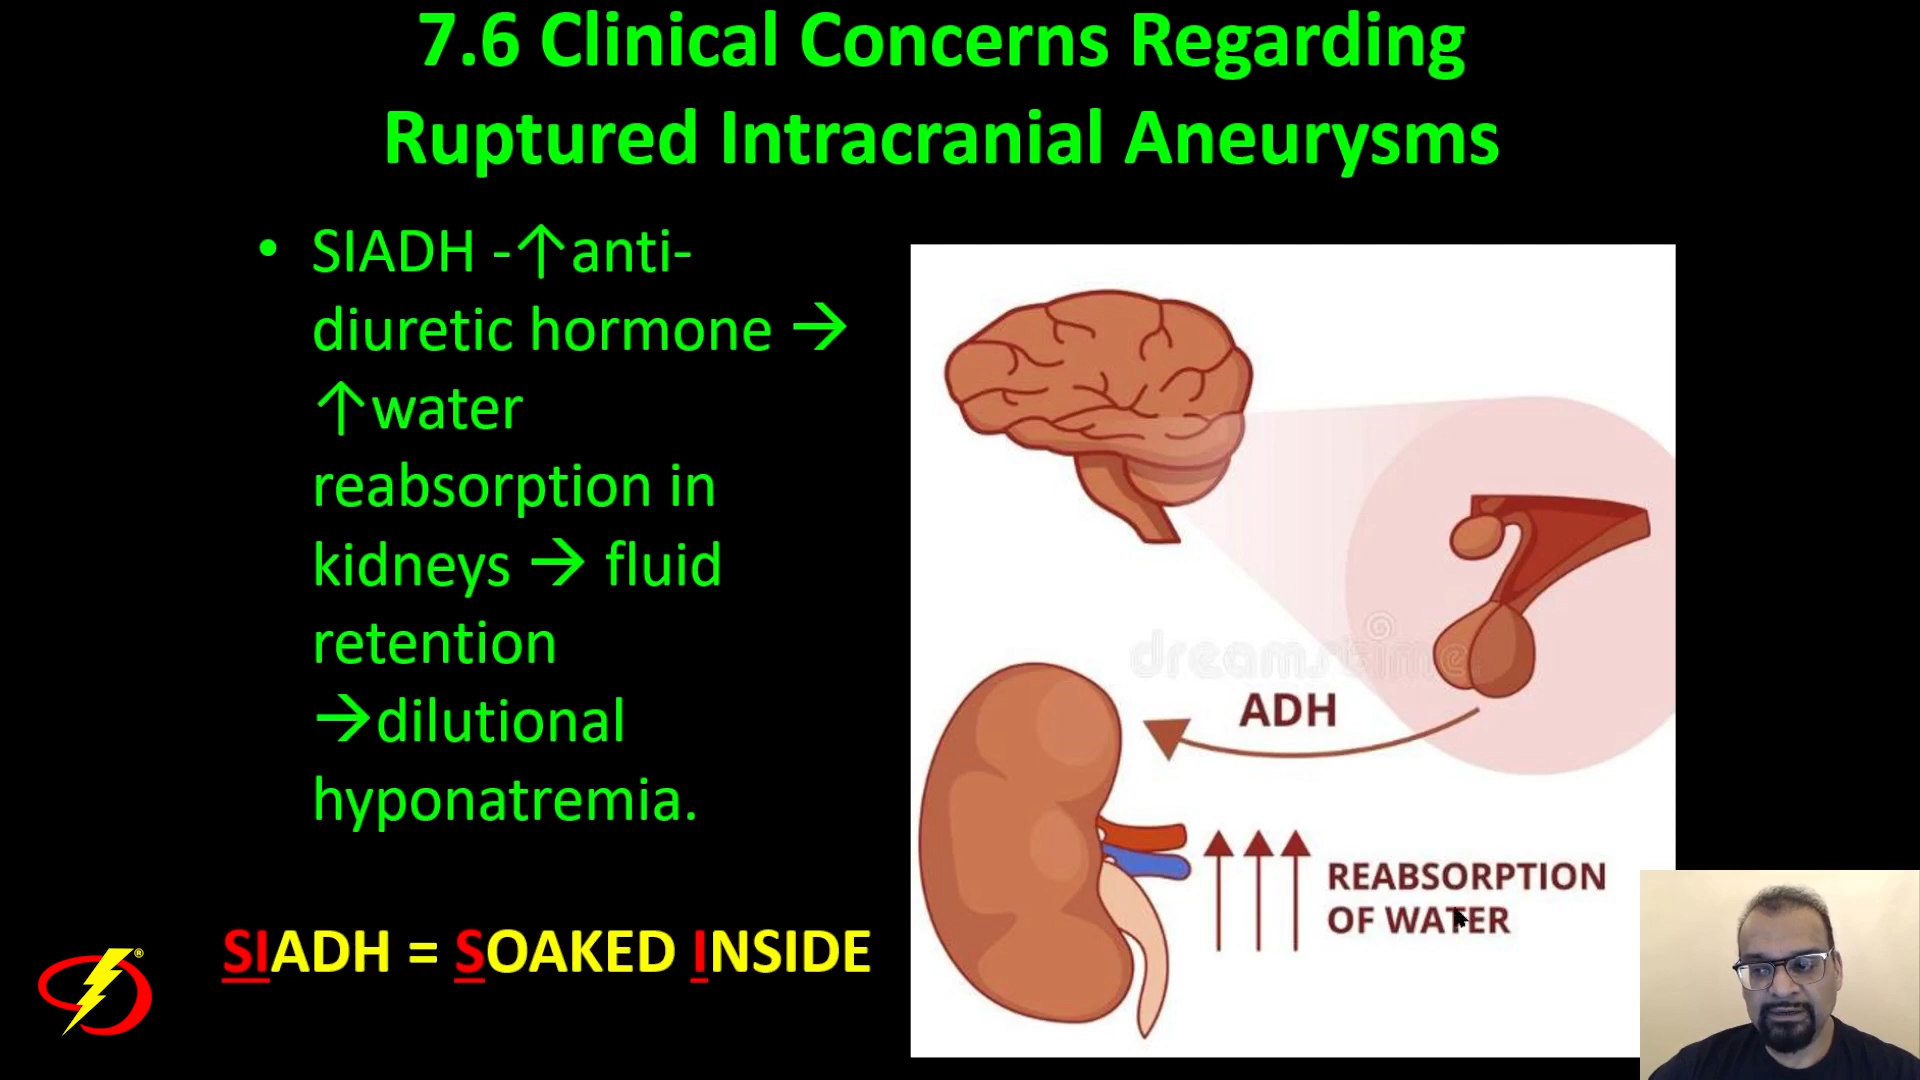 7.6 Clinical Concerns Regarding
Ruptured Intracranial Aneurysms
• SIADH -↑anti-
diuretic hormone →
↑water
reabsorption in
kidneys → fluid
retention
→dilutional
hyponatremia.
SIADH = SOAKED INSIDE
dreamstime
ADH
REABSORPTION
OF WATER
®